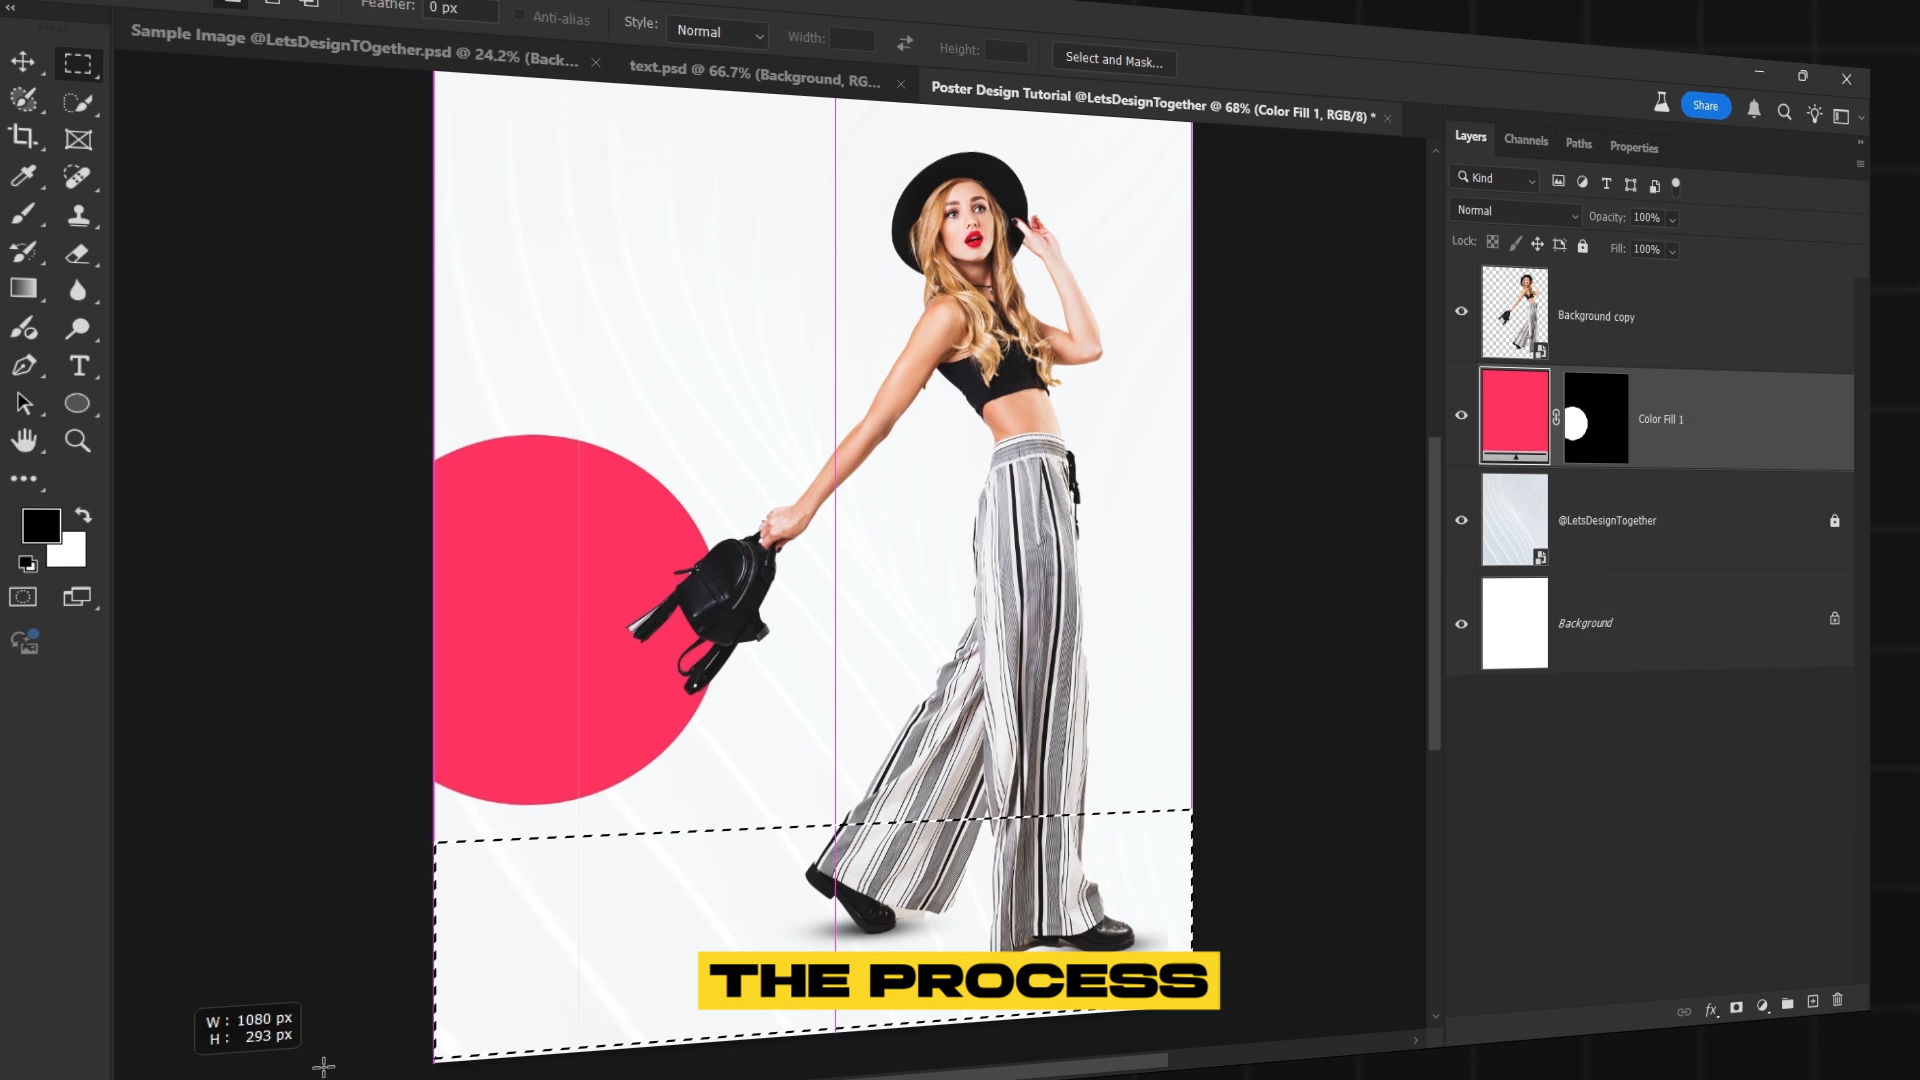 Feather: 0 px
Anti-alias
Style: Normal
Width:
Height:
Select and Mask...
Sample Image @LetsDesignTOgether.psd @ 24.2% (Back...
text.psd @ 66.7% (Background, RG...
Poster Design Tutorial @LetsDesignTogether @ 68% (Color Fill 1, RGB/8) *
Share
Layers
Channels
Paths
Properties
Kind
Normal
Opacity: 100%
Lock:
Fill: 100%
Background copy
Color Fill 1
@LetsDesignTogether
Background
THE PROCESS
W: 1080 px
H: 293 px
fx